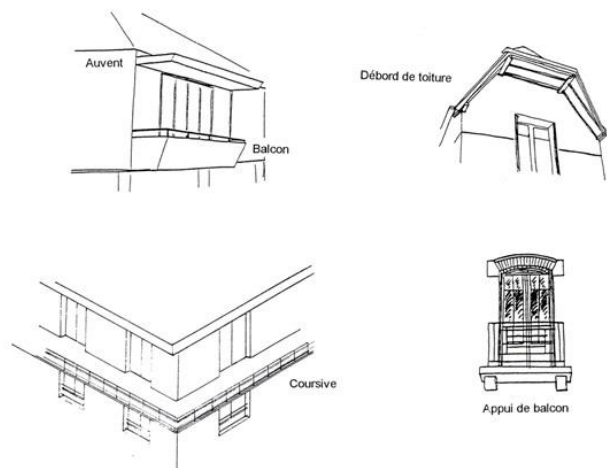 Auvent
Balcon
Débord de toiture
Coursive
Appui de balcon